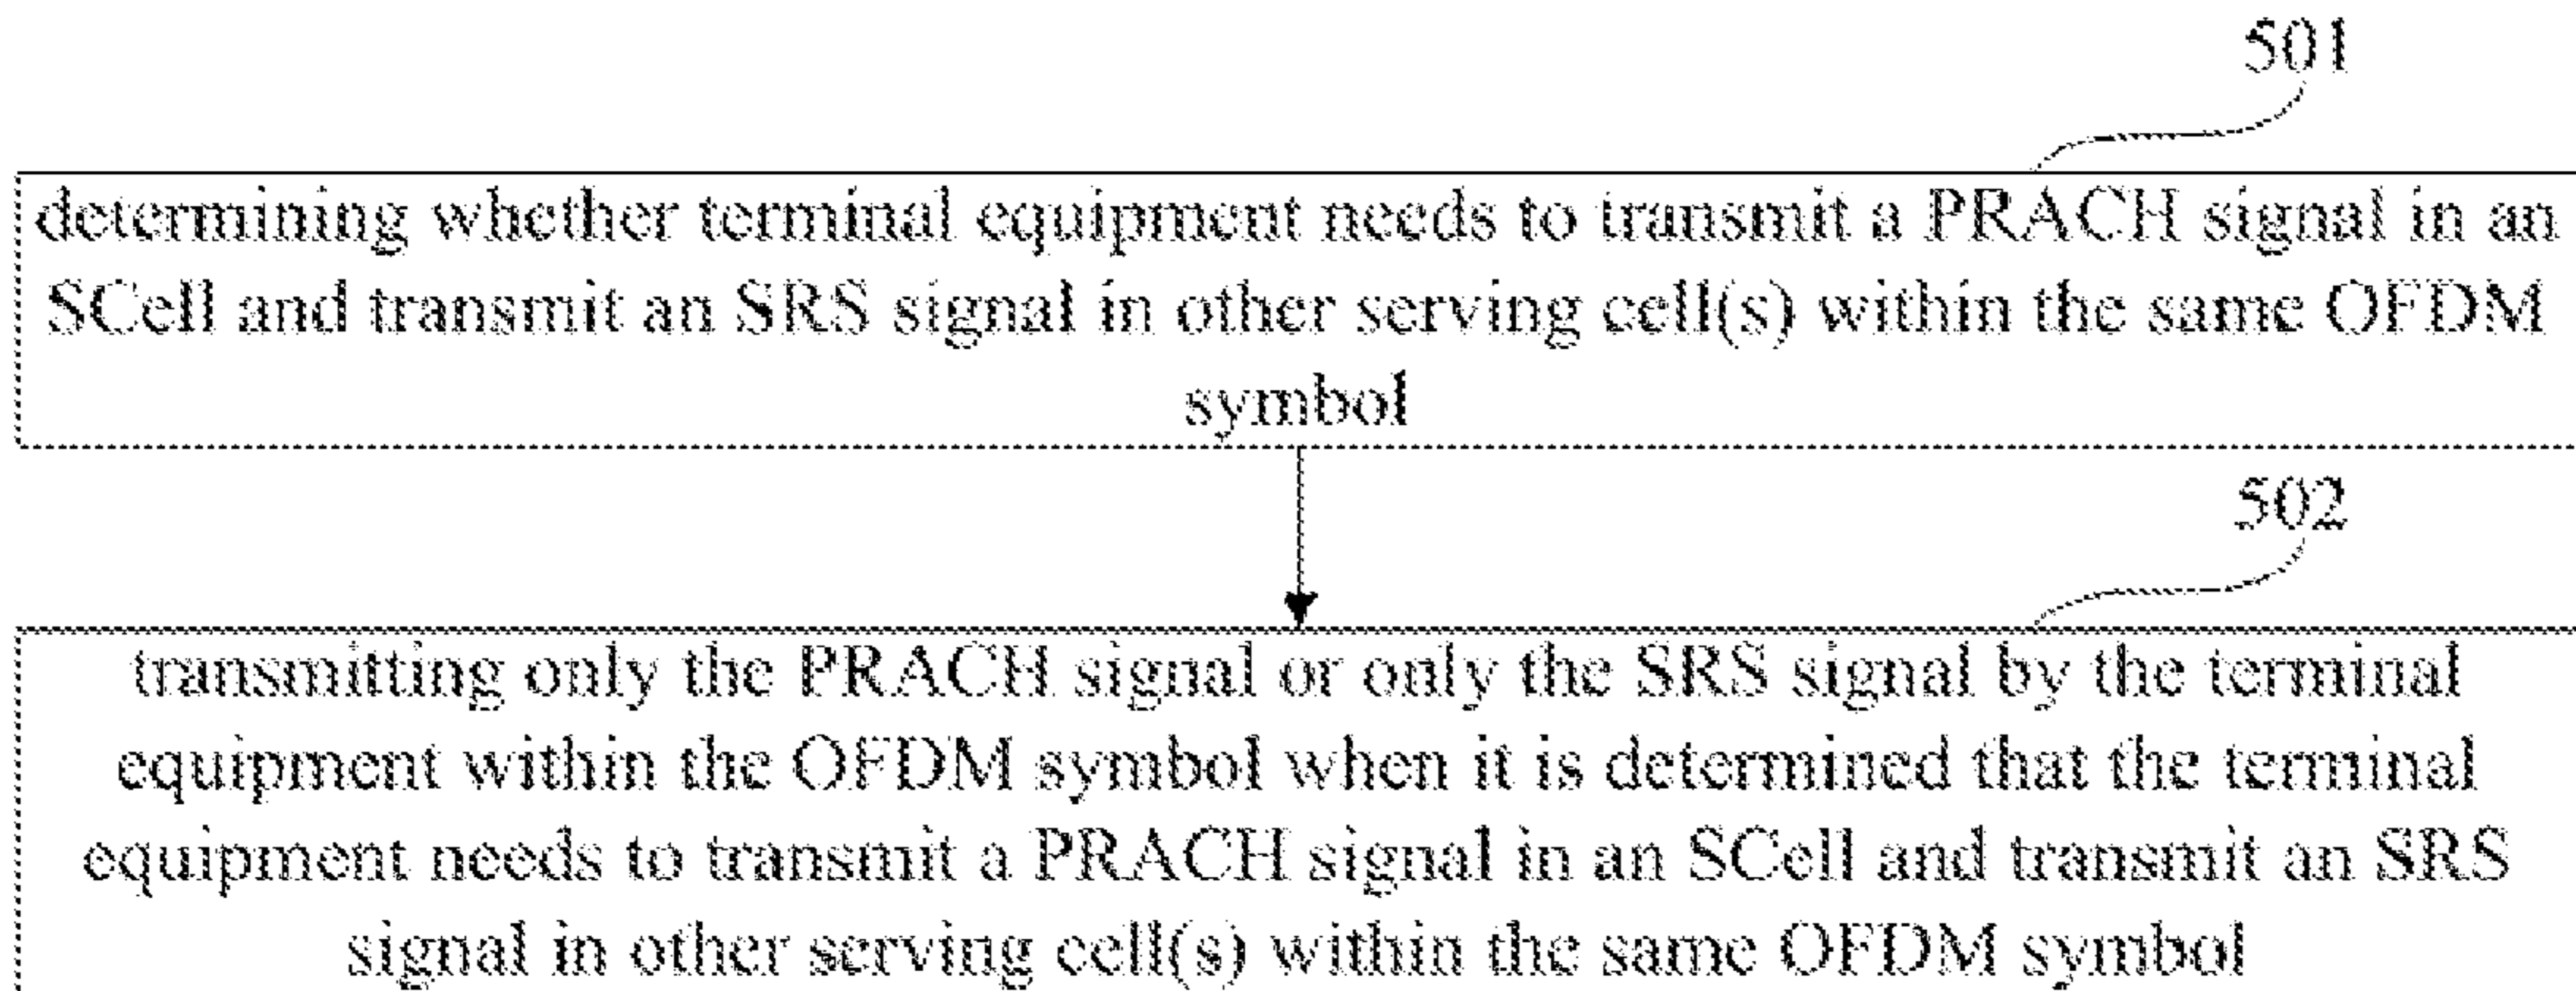 501
determining whether terminal equipment needs to transmit a PRACH signal in an
SCell and transmit an SRS signal in other serving cell(s) within the same OFDM
symbol
502
transmitting only the PRACH signal or only the SRS signal by the terminal
equipment within the OFDM symbol when it is determined that the terminal
equipment needs to transmit a PRACH signal in an SCell and transmit an SRS
signal in other serving cell(s) within the same OFDM symbol